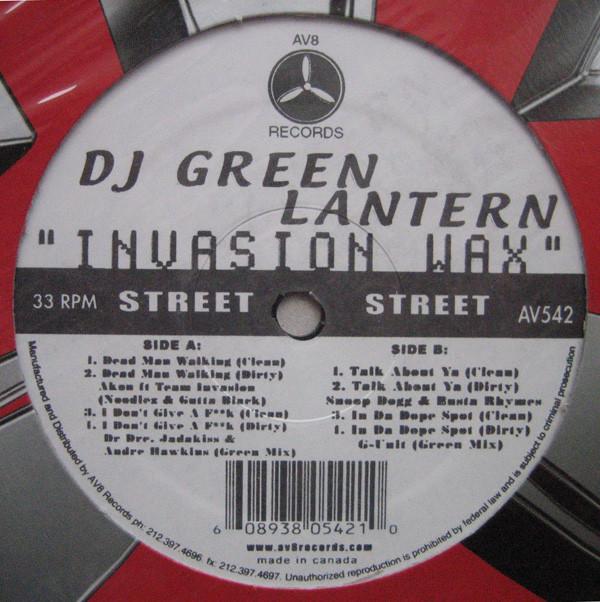 AV8
RECORDS
DJ GREEN
LANTERN
"INVASION WAX"
33 RPM STREET STREET AV542
SIDE A:
1. Dead Man Walking (Clean)
2. Dead Man Walking (Dirty)
Akon ft Team Invasion
(Noodlez & Gutta Black)
3. I Don't Give A F**k (Clean)
4. I Don't Give A F**k (Dirty)
Dr Dre, Jadakiss &
Andre Hawkins (Green Mix)
SIDE B:
1. Talk About Ya (Clean)
2. Talk About Ya (Dirty)
Snoop Dogg & Busta Rhymes
3. In Da Dope Spot (Clean)
4. In Da Dope Spot (Dirty)
G-Unit (Green Mix)
6 08938 05421 0
www.av8records.com
made in canada
Manufactured and Distributed by AV8 Records ph: 212.397.4696. fx: 212.397.4697. Unauthorized reproduction is prohibited by federal law and is subject to criminal prosecution